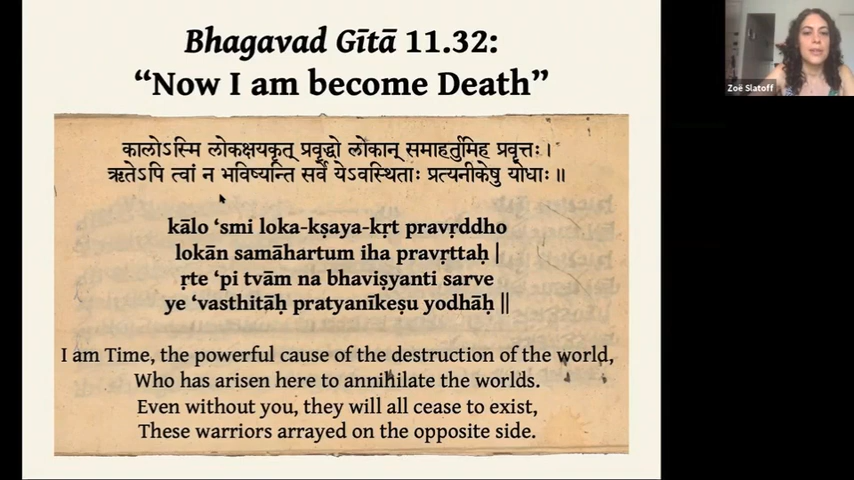 Bhagavad Gītā 11.32:
“Now I am become Death”
कालोऽस्मि लोकक्षयकृत् प्रवृद्धो लोकान् समाहर्तुमिह प्रवृत्तः।
ऋतेऽपि त्वां न भविष्यन्ति सर्वे येऽवस्थिताः प्रत्यनीकेषु योधाः॥
kālo ‘smi loka-kṣaya-kṛt pravṛddho
lokān samāhartum iha pravṛttaḥ |
ṛte ‘pi tvām na bhaviṣyanti sarve
ye ‘vasthitāḥ pratyanīkeṣu yodhāḥ ||
I am Time, the powerful cause of the destruction of the world,
Who has arisen here to annihilate the worlds.
Even without you, they will all cease to exist,
These warriors arrayed on the opposite side.
Zoë Slatoff